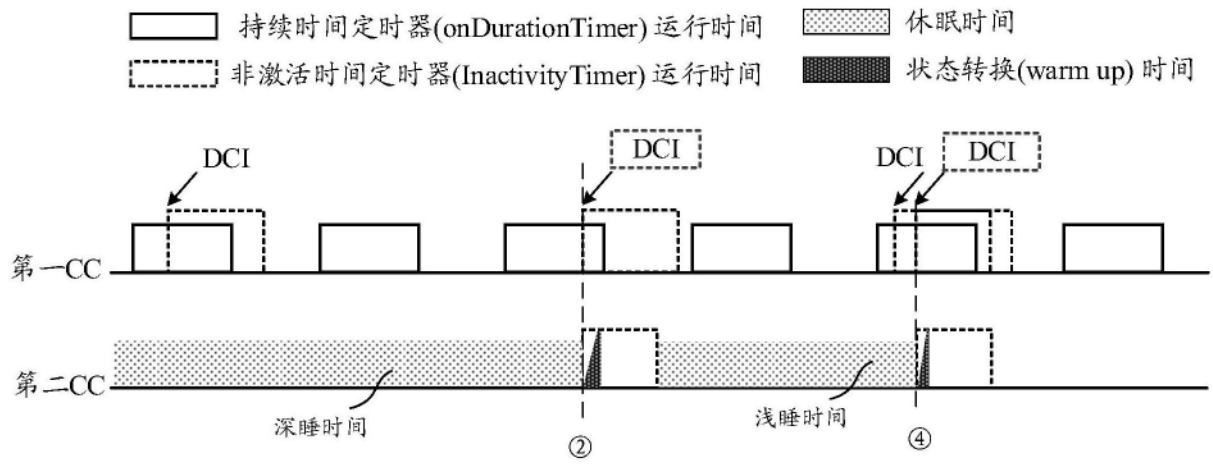 持续时间定时器(onDurationTimer) 运行时间
休眠时间
非激活时间定时器(InactivityTimer) 运行时间
状态转换(warm up) 时间
DCI
DCI
DCI
DCI
第一CC
第二CC
深睡时间
浅睡时间
②
④